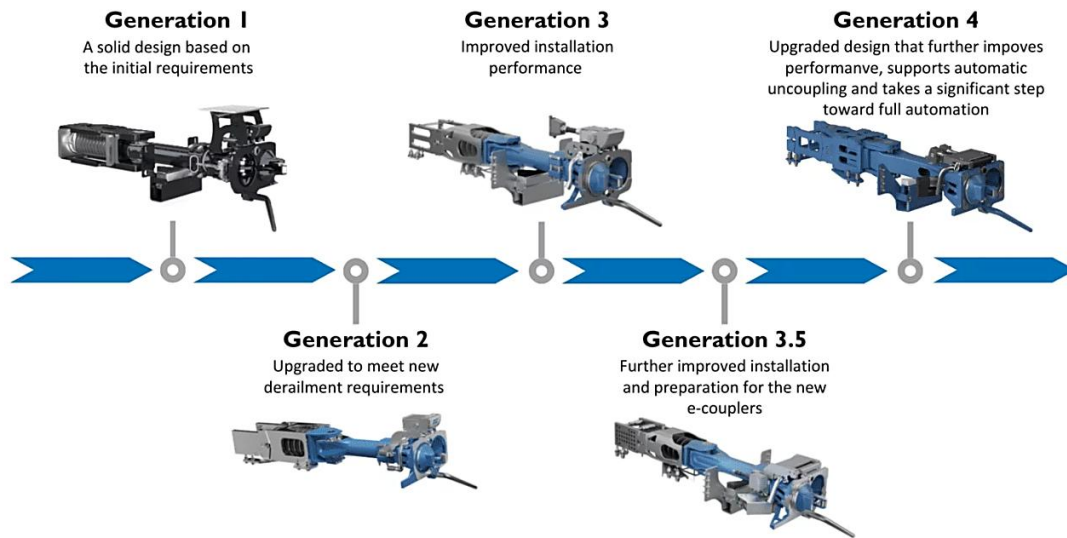 Generation 1
A solid design based on
the initial requirements
Generation 3
Improved installation
performance
Generation 4
Upgraded design that further impoves
performanve, supports automatic
uncoupling and takes a significant step
toward full automation
Generation 2
Upgraded to meet new
derailment requirements
Generation 3.5
Further improved installation
and preparation for the new
e-couplers